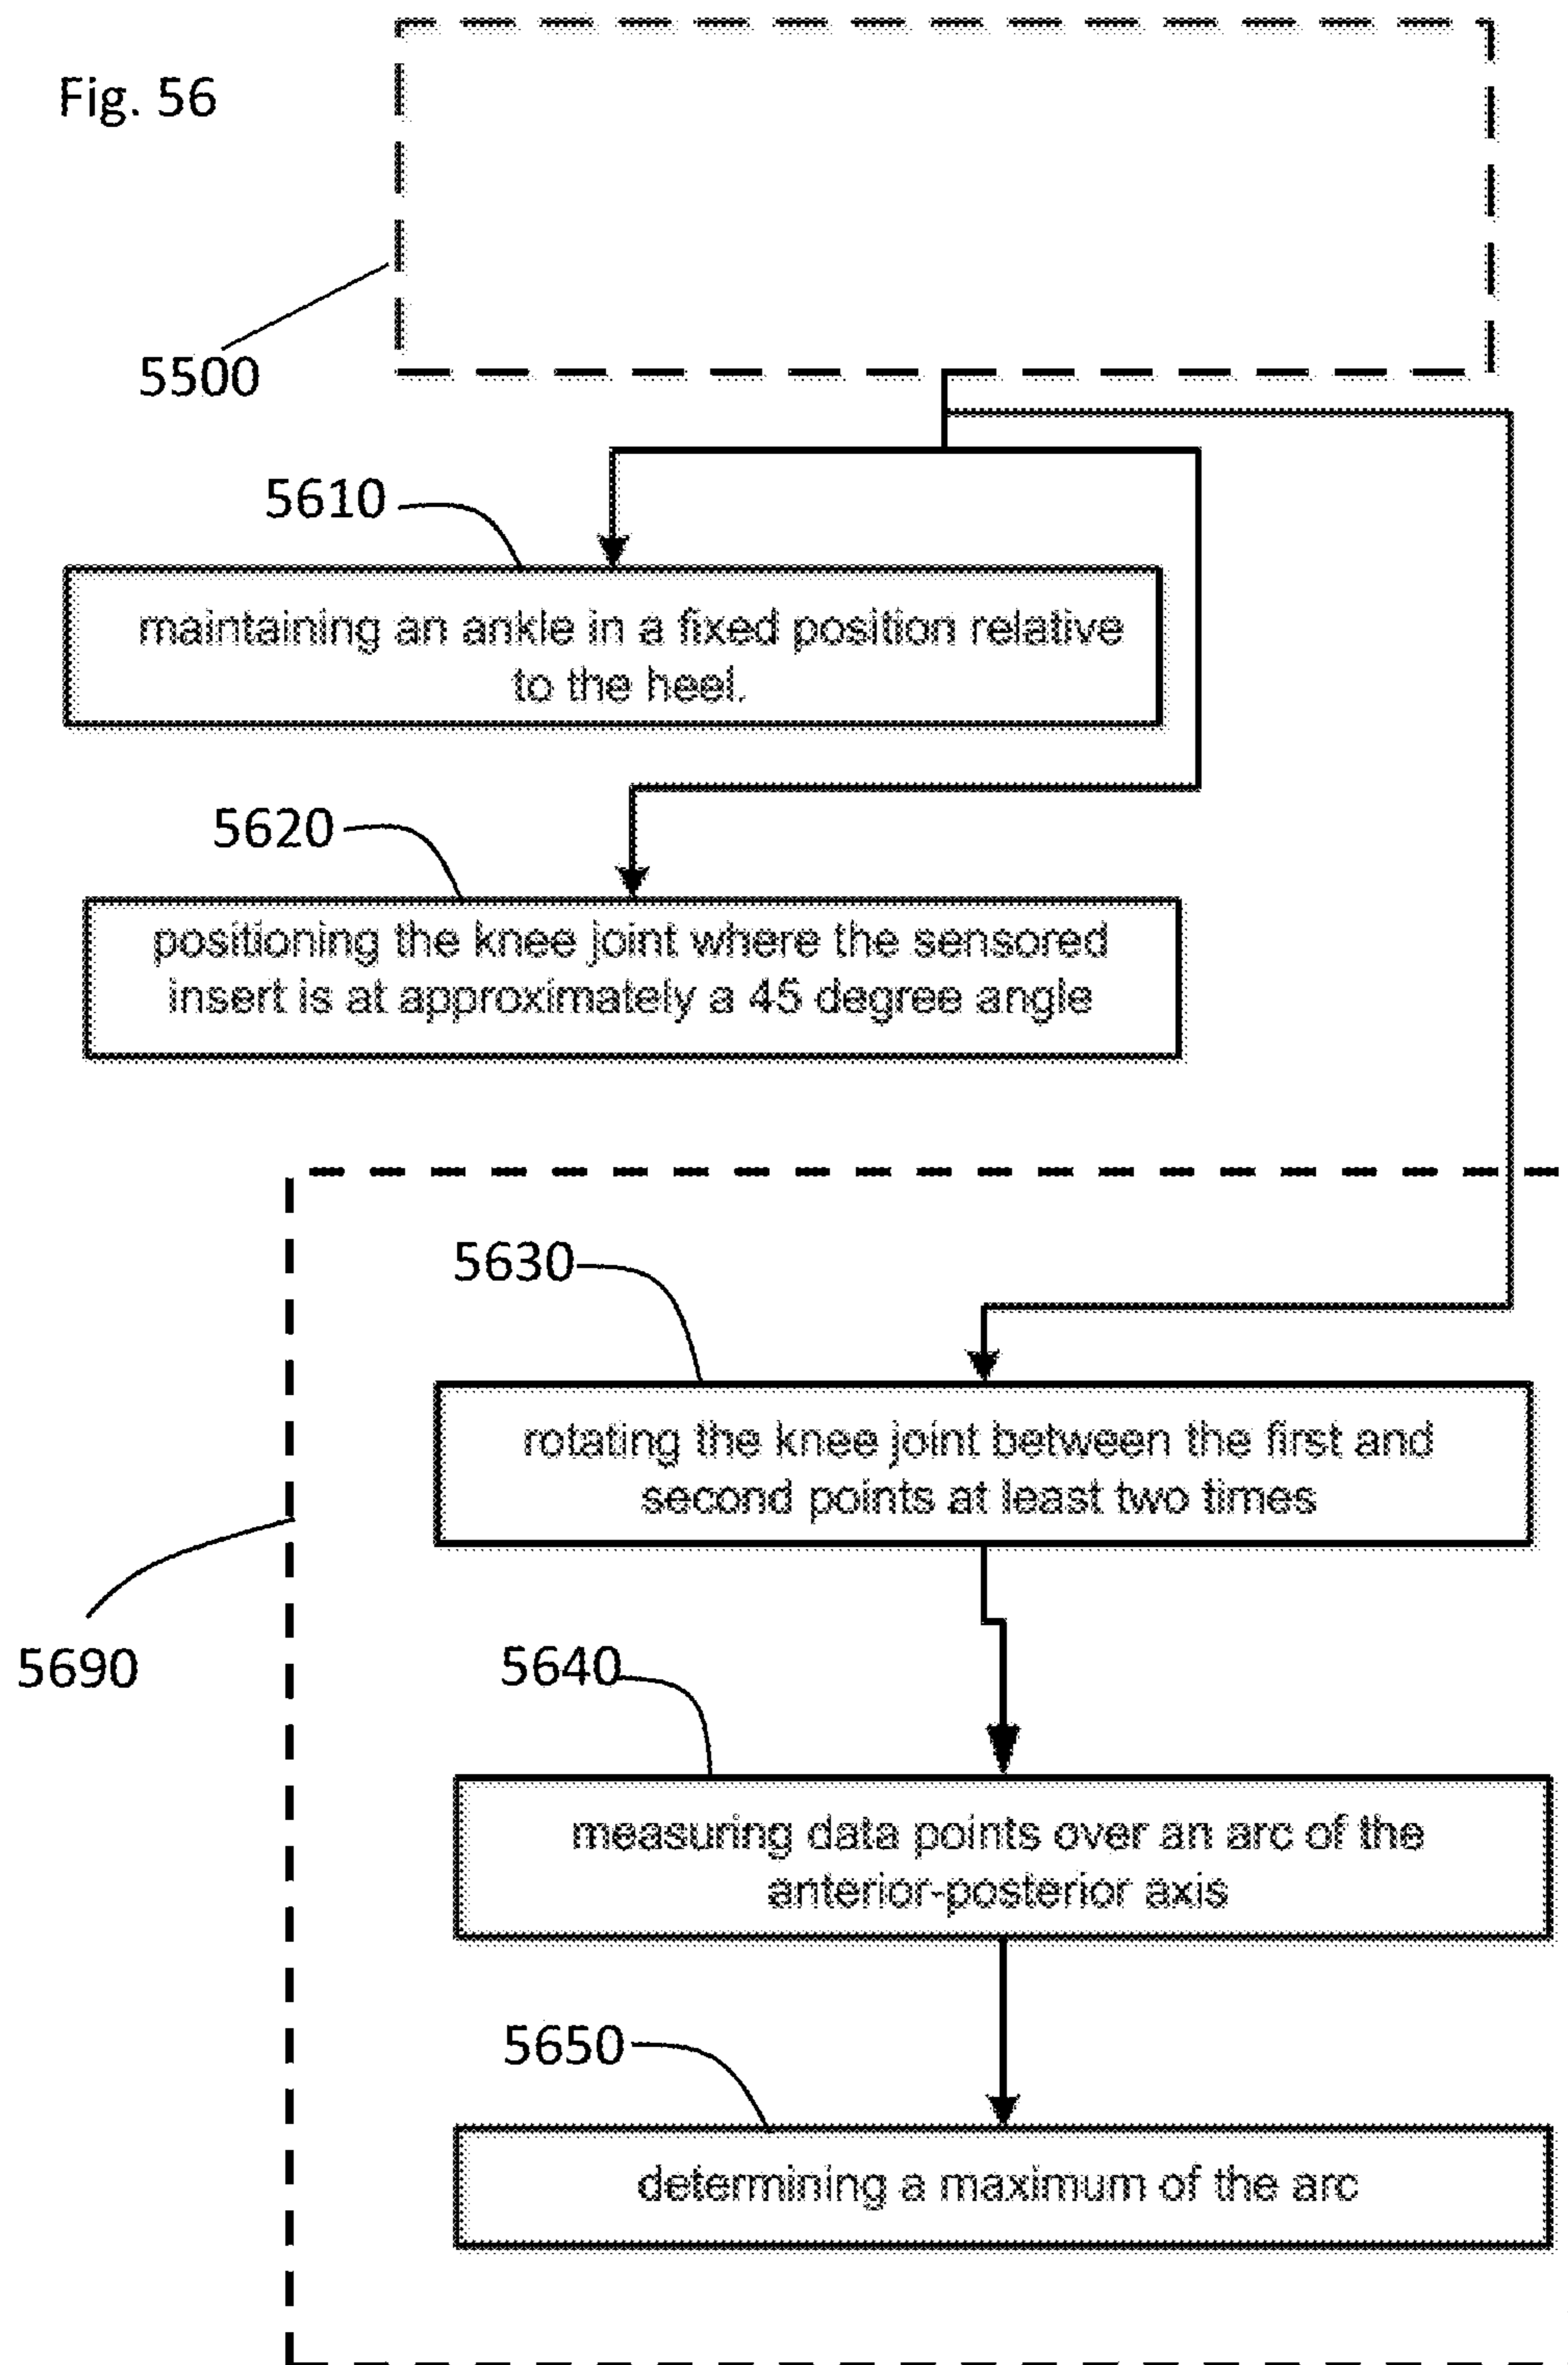 Fig. 56
5500
5610
maintaining an ankle in a fixed position relative
to the heel.
5620
positioning the knee joint where the sensored
insert is at approximately a 45 degree angle
5630
rotating the knee joint between the first and
second points at least two times
5690
5640
measuring data points over an arc of the
anterior-posterior axis
5650
determining a maximum of the arc